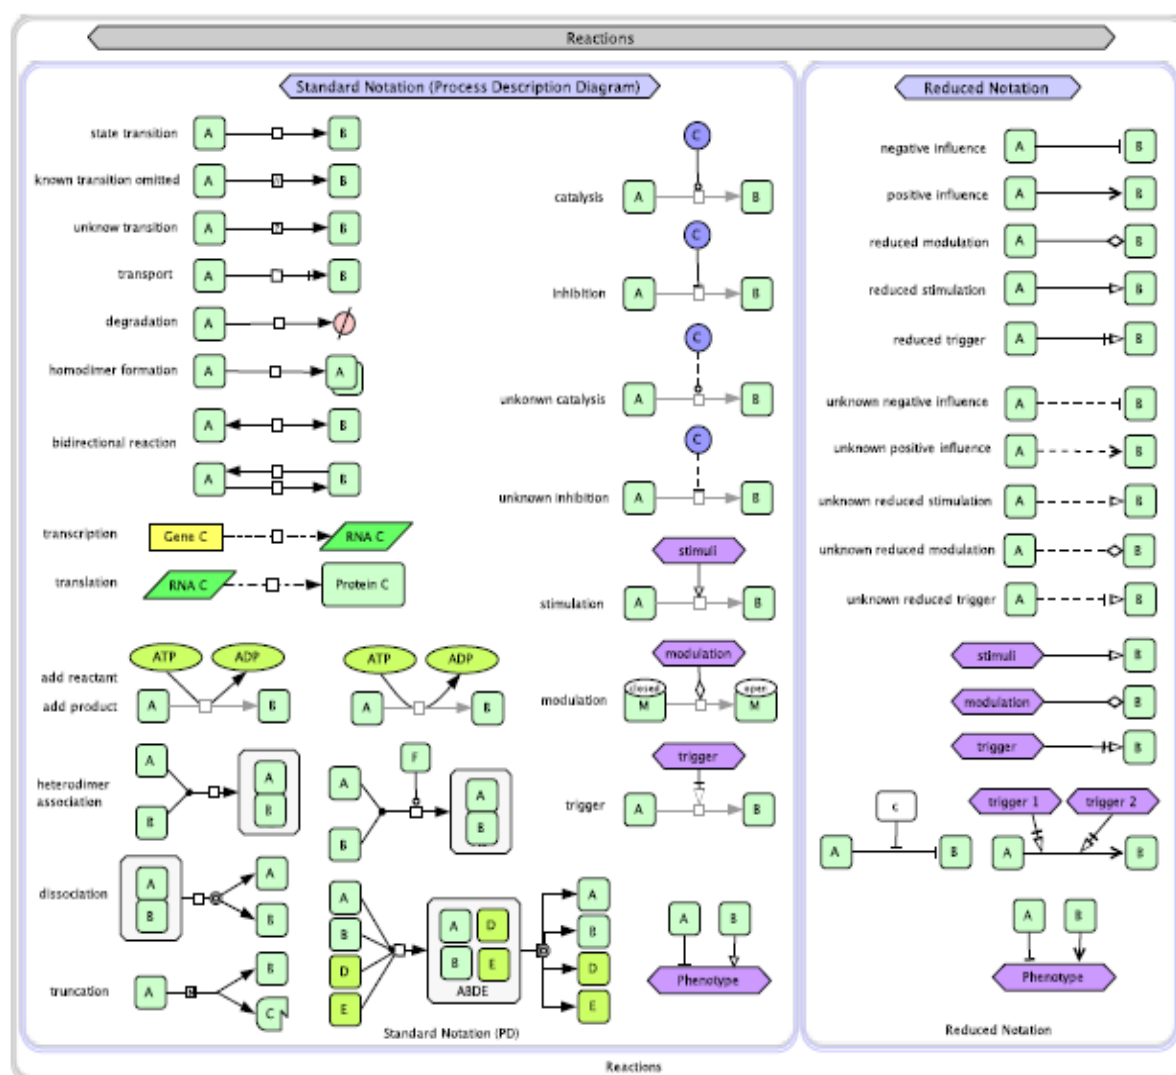 Reactions
Standard Notation (Process Description Diagram)
state transition A B
known transition omitted A B
unknow transition A ? B
transport A B
degradation A
homodimer formation A A
bidirectional reaction A B
A B
transcription Gene C RNA C
translation RNA C Protein C
add reactant ATP ADP ATP ADP
add product A B A B
heterodimer association A B A B
A B F A B
dissociation A B A B
A B D E A B D E ABDE A B D E
truncation A B C
C
catalysis A B
C
inhibition A B
C
unkonwn catalysis A B
C
unknown inhibition A B
stimuli
stimulation A B
modulation
modulation closed M open M
trigger
trigger A B
A B
Phenotype
Standard Notation (PD)
Reduced Notation
negative influence A B
positive influence A B
reduced modulation A B
reduced stimulation A B
reduced trigger A B
unknown negative influence A B
unknown positive influence A B
unknown reduced stimulation A B
unknown reduced modulation A B
unknown reduced trigger A B
stimuli B
modulation B
trigger B
c trigger 1 trigger 2
A B A B
A B
Phenotype
Reduced Notation
Reactions